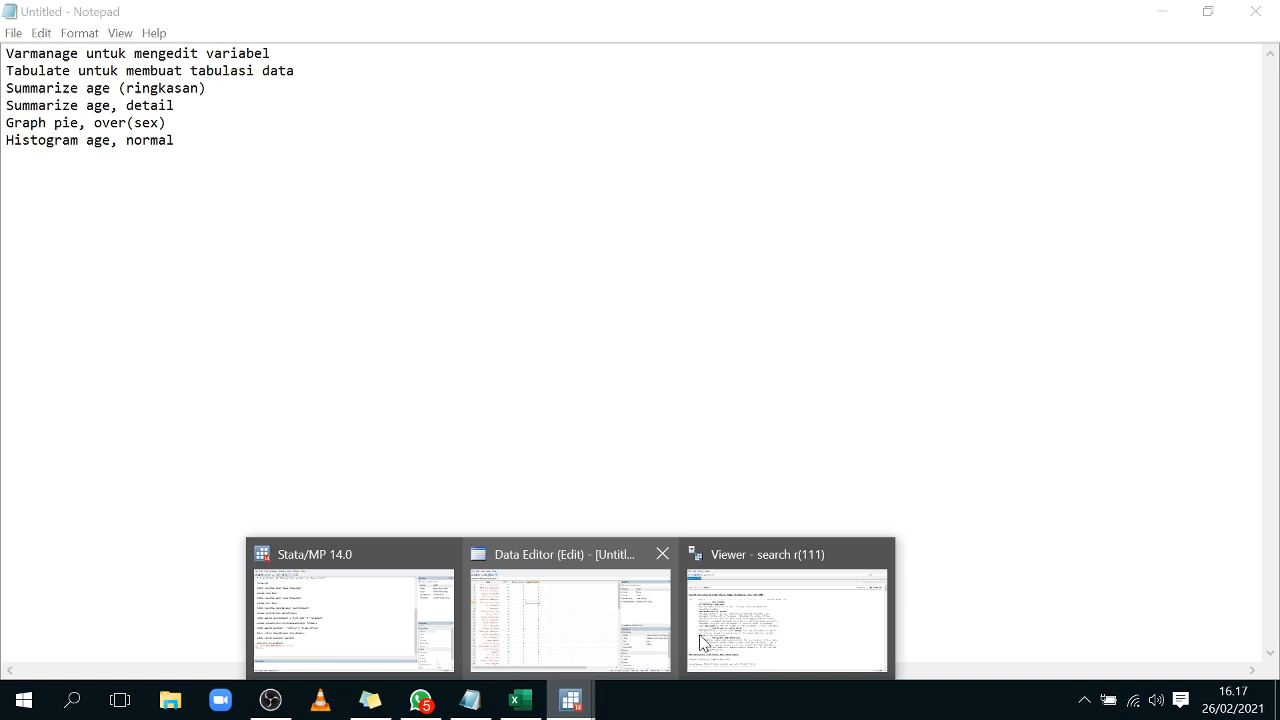 Untitled - Notepad
File Edit Format View Help
Varmanage untuk mengedit variabel
Tabulate untuk membuat tabulasi data
Summarize age (ringkasan)
Summarize age, detail
Graph pie, over(sex)
Histogram age, normal
Stata/MP 14.0
Data Editor (Edit) - [Untitl...
Viewer - search r(111)
5
14
16.17
26/02/2021